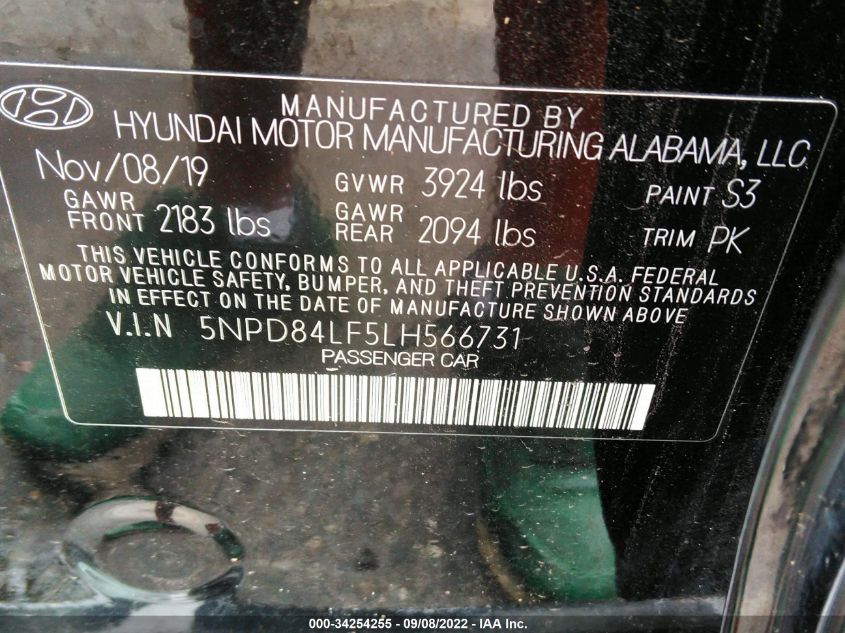 MANUFACTURED BY
HYUNDAI MOTOR MANUFACTURING ALABAMA, LLC
Nov/08/19 GVWR 3924 lbs PAINT S3
GAWR FRONT 2183 lbs GAWR REAR 2094 lbs TRIM PK
THIS VEHICLE CONFORMS TO ALL APPLICABLE U.S.A. FEDERAL
MOTOR VEHICLE SAFETY, BUMPER, AND THEFT PREVENTION STANDARDS
IN EFFECT ON THE DATE OF MANUFACTURE SHOWN ABOVE
V.I.N 5NPD84LF5LH566731
PASSENGER CAR
000-34254255 - 09/08/2022 - IAA Inc.